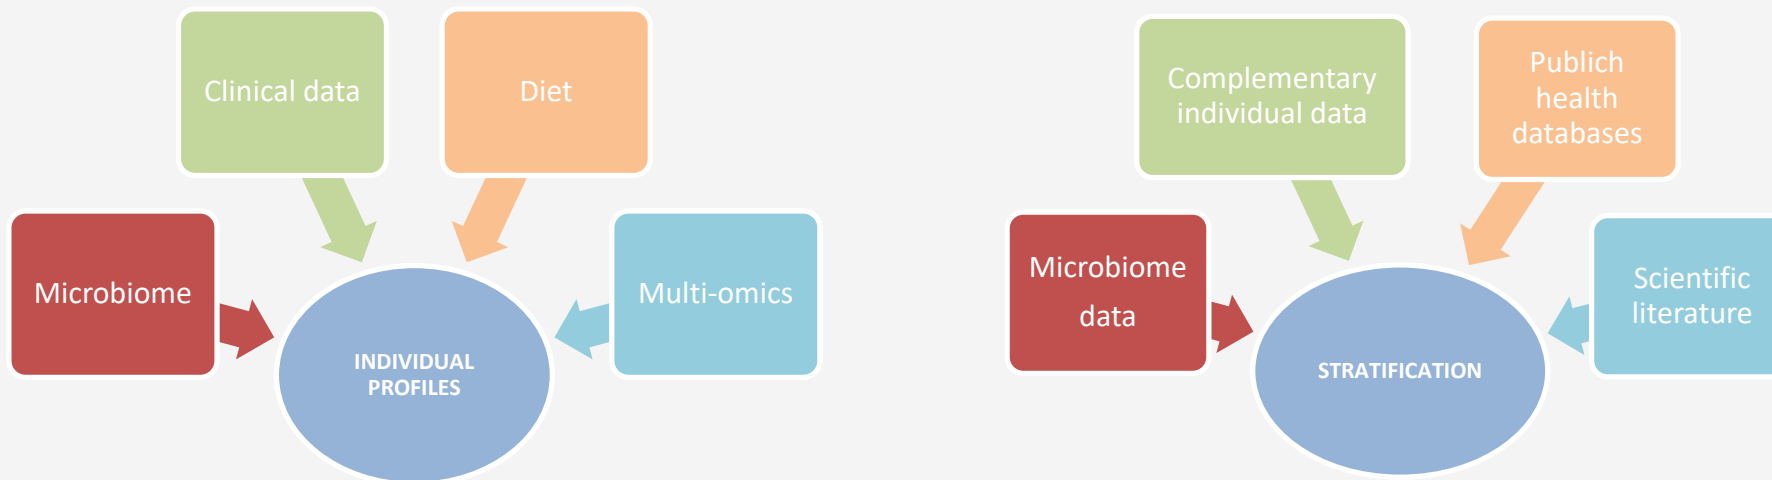 Clinical data
Diet
Microbiome
Multi-omics
INDIVIDUAL
PROFILES
Complementary
individual data
Publich
health
databases
Microbiome
data
Scientific
literature
STRATIFICATION